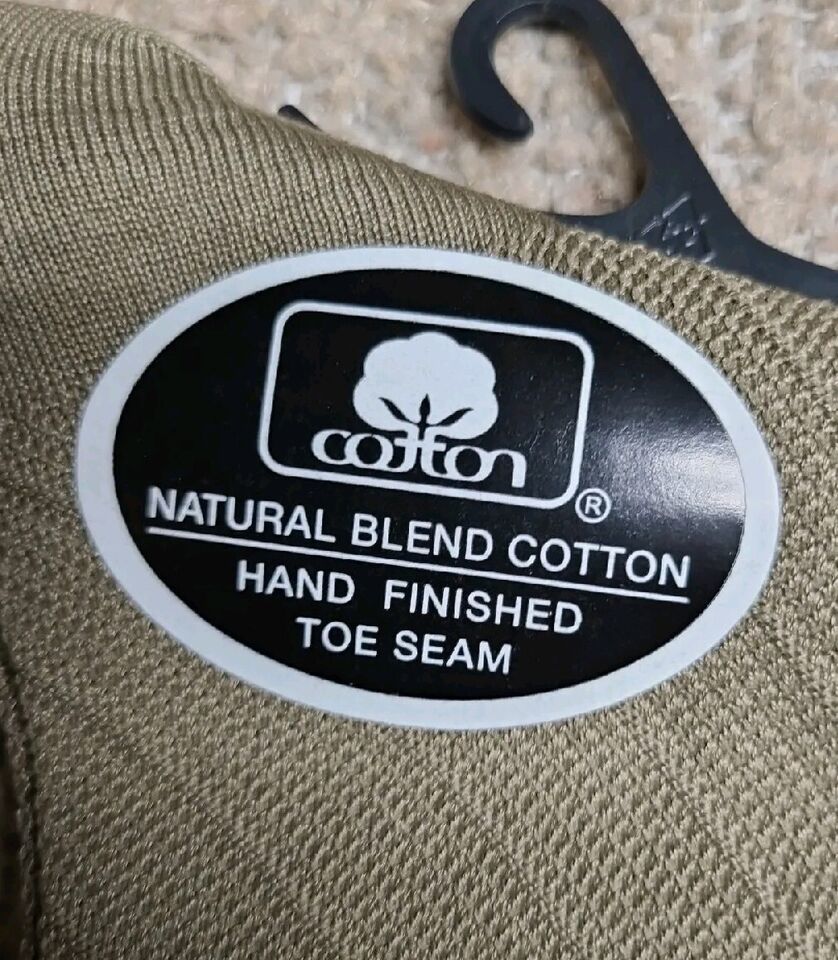 cotton
®
NATURAL BLEND COTTON
HAND FINISHED
TOE SEAM